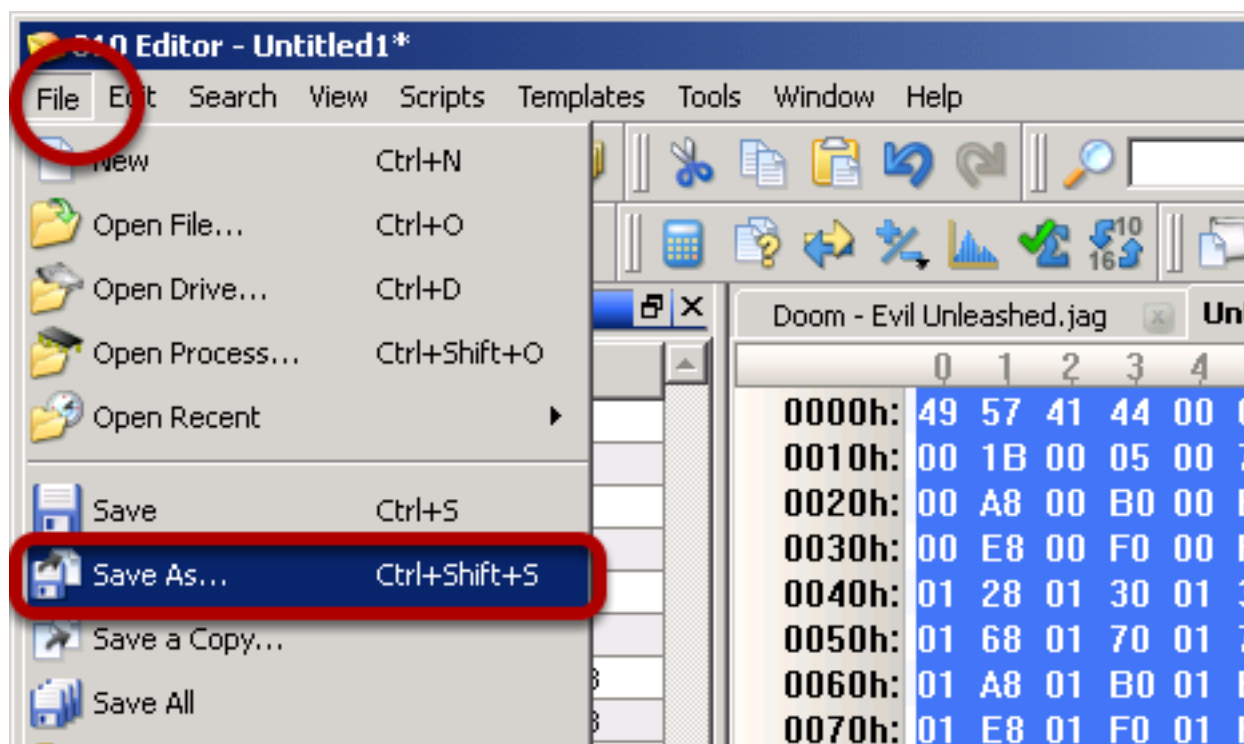 010 Editor - Untitled1*
File Edit Search View Scripts Templates Tools Window Help
New Ctrl+N
Open File... Ctrl+O
Open Drive... Ctrl+D
Open Process... Ctrl+Shift+O
Open Recent
Save Ctrl+S
Save As... Ctrl+Shift+S
Save a Copy...
Save All
10
16
Doom - Evil Unleashed.jag
0 1 2 3 4
0000h: 49 57 41 44 00
0010h: 00 1B 00 05 00
0020h: 00 A8 00 B0 00
0030h: 00 E8 00 F0 00
0040h: 01 28 01 30 01
0050h: 01 68 01 70 01
0060h: 01 A8 01 B0 01
0070h: 01 E8 01 F0 01